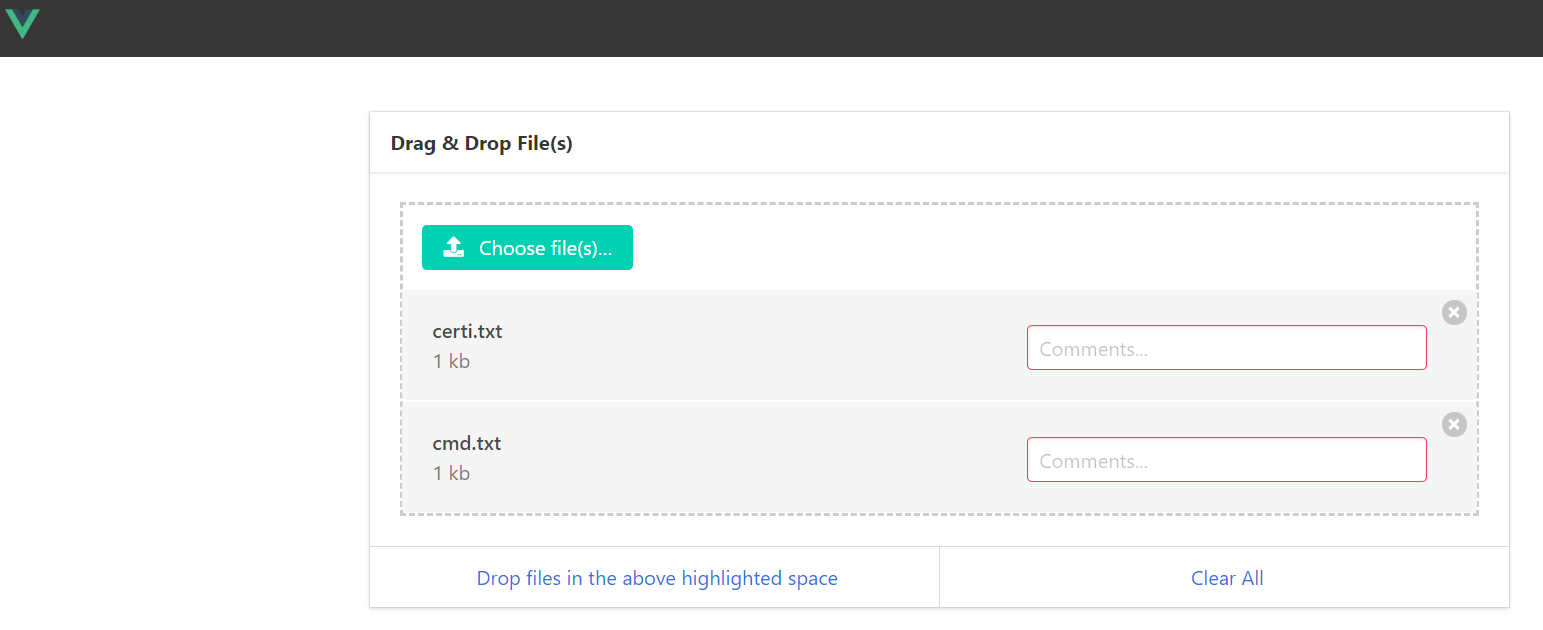 Drag & Drop File(s)
Choose file(s)...
certi.txt
1 kb
Comments...
cmd.txt
1 kb
Comments...
Drop files in the above highlighted space
Clear All